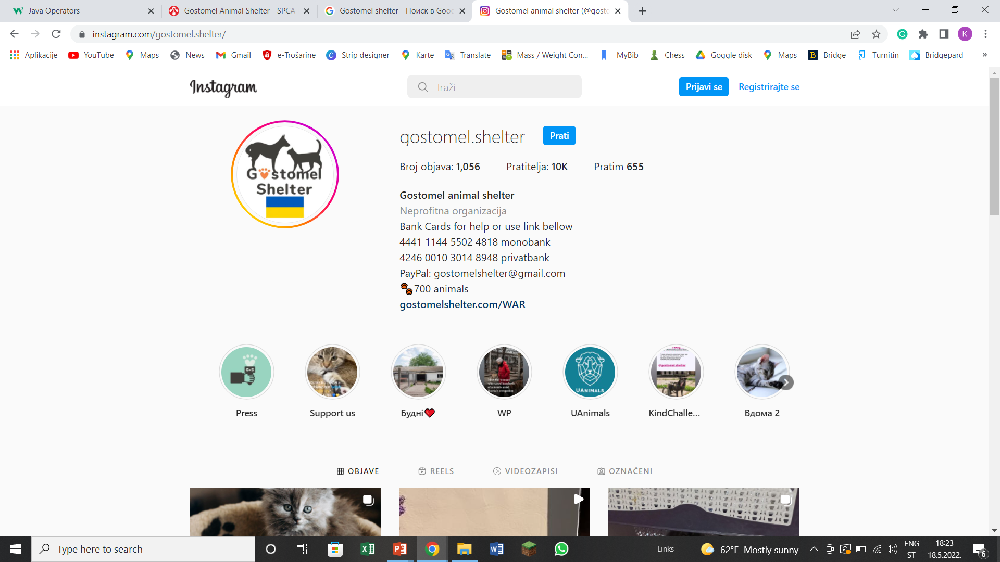 Java Operators
Gostomel Animal Shelter - SPCA
Gostomel shelter - Поиск в Goog
Gostomel animal shelter (@gosto
instagram.com/gostomel.shelter/
K
Aplikacije
YouTube
Maps
News
Gmail
e-Trošarine
Strip designer
Karte
Translate
Mass / Weight Con...
MyBib
Chess
Goggle disk
Maps
Bridge
Turnitin
Bridgepard
»
Instagram
Traži
Prijavi se
Registrirajte se
Gostomel
Shelter
gostomel.shelter
Prati
Broj objava: 1,056
Pratitelja: 10K
Pratim 655
Gostomel animal shelter
Neprofitna organizacija
Bank Cards for help or use link bellow
4441 1144 5502 4818 monobank
4246 0010 3014 8948 privatbank
PayPal: gostomelshelter@gmail.com
🐾700 animals
gostomelshelter.com/WAR
G+S
UANIMALS
@gostomel.shelter
Press
Support us
Будні❤️
WP
UAnimals
KindChalle...
Вдома 2
OBJAVE
REELS
VIDEOZAPISI
OZNAČENI
Type here to search
Links
62°F Mostly sunny
ENG
ST
18:23
18.5.2022.
6